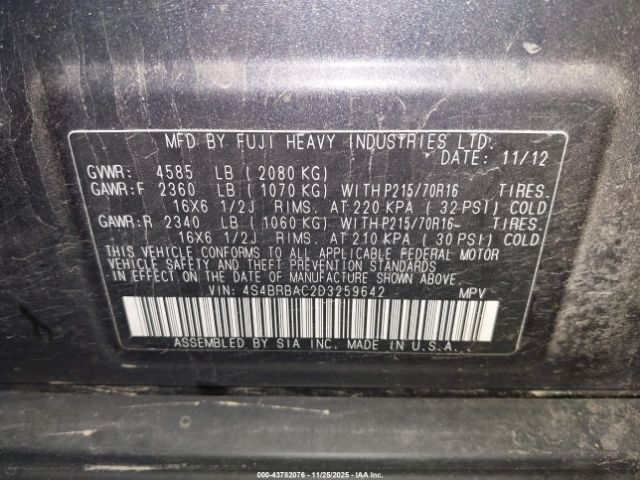 MFD BY FUJI HEAVY INDUSTRIES LTD.
DATE: 11/12
GVWR: 4585 LB (2080 KG)
GAWR:F 2360 LB (1070 KG) WITH P215/70R16 TIRES.
16X6 1/2J RIMS. AT 220 KPA (32 PSI) COLD
GAWR:R 2340 LB (1060 KG) WITH P215/70R16- TIRES.
16X6 1/2J RIMS. AT 210 KPA (30 PSI) COLD
THIS VEHICLE CONFORMS TO ALL APPLICABLE FEDERAL MOTOR
VEHICLE SAFETY, AND THEFT PREVENTION STANDARDS
IN EFFECT ON THE DATE OF MANUFACTURE SHOWN ABOVE.
VIN: 4S4BRBAC2D3259642 MPV
ASSEMBLED BY SIA INC. MADE IN U.S.A.
000-43782076 - 11/25/2025 - IAA Inc.